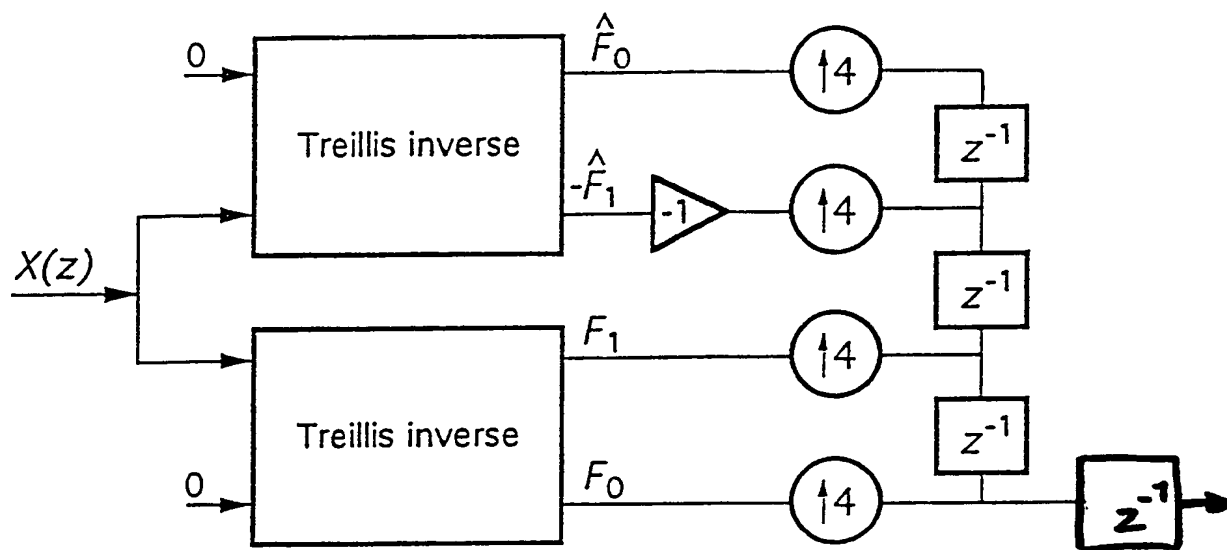 0
F̂₀
↑4
z⁻¹
Treillis inverse
-F̂₁
-1
↑4
X(z)
z⁻¹
F₁
↑4
Treillis inverse
z⁻¹
0
F₀
↑4
z⁻¹